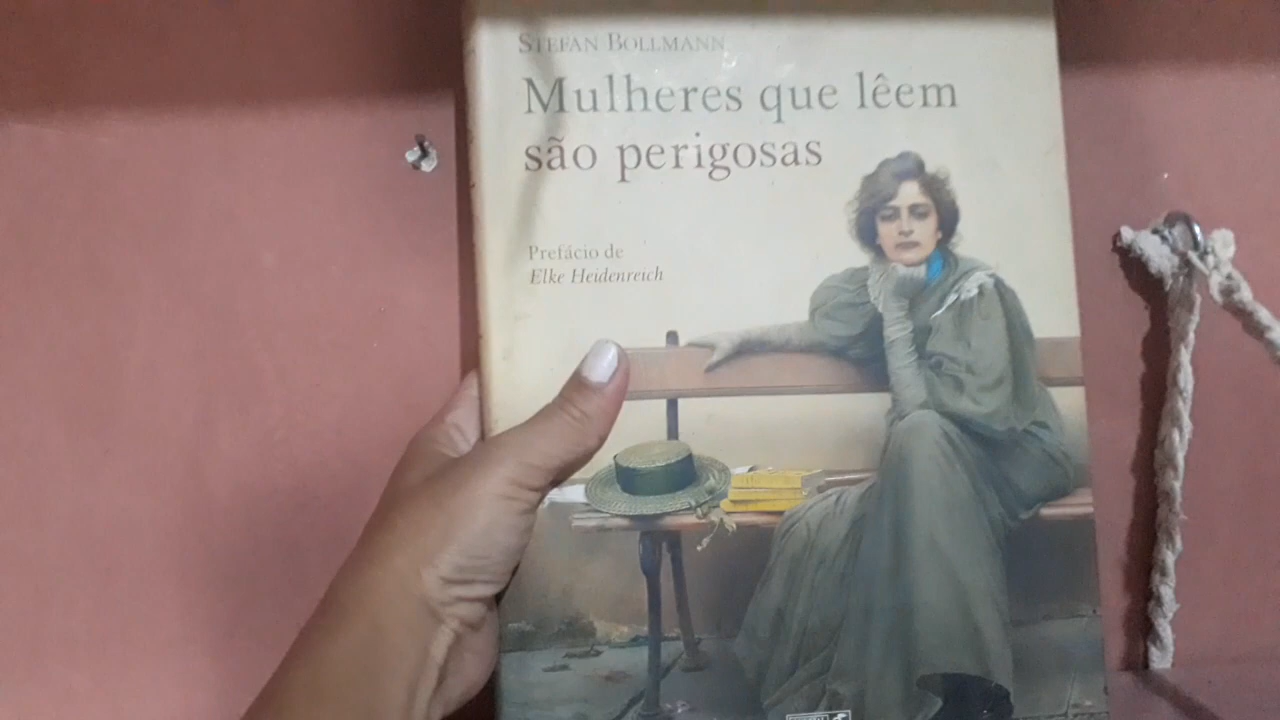 STEFAN BOLLMANN
Mulheres que lêem
são perigosas
Prefácio de
Elke Heidenreich